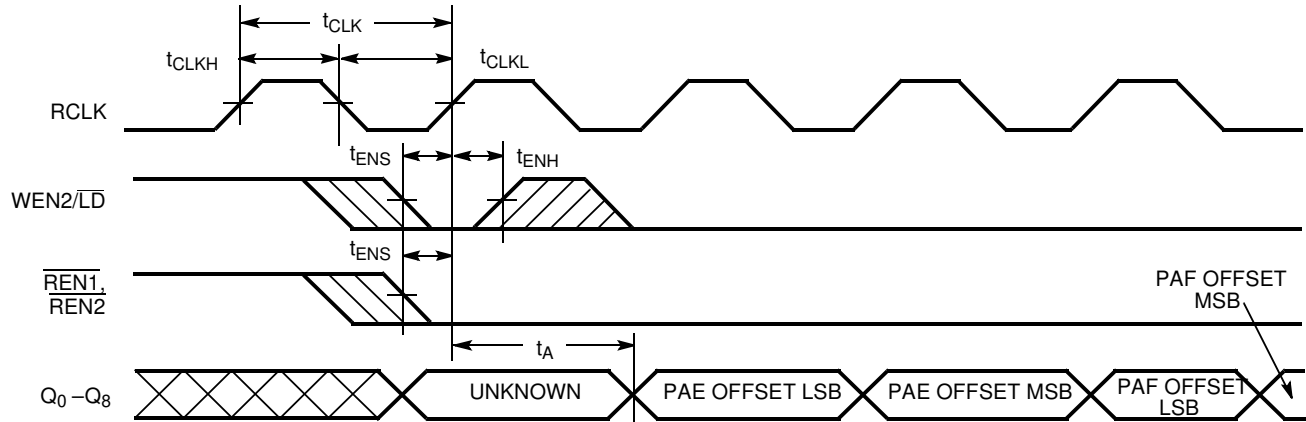 tCLK
tCLKH
tCLKL
RCLK
tENS
tENH
WEN2/LD
tENS
REN1,
REN2
PAF OFFSET
MSB
tA
Q0 –Q8
UNKNOWN
PAE OFFSET LSB
PAE OFFSET MSB
PAF OFFSET
LSB